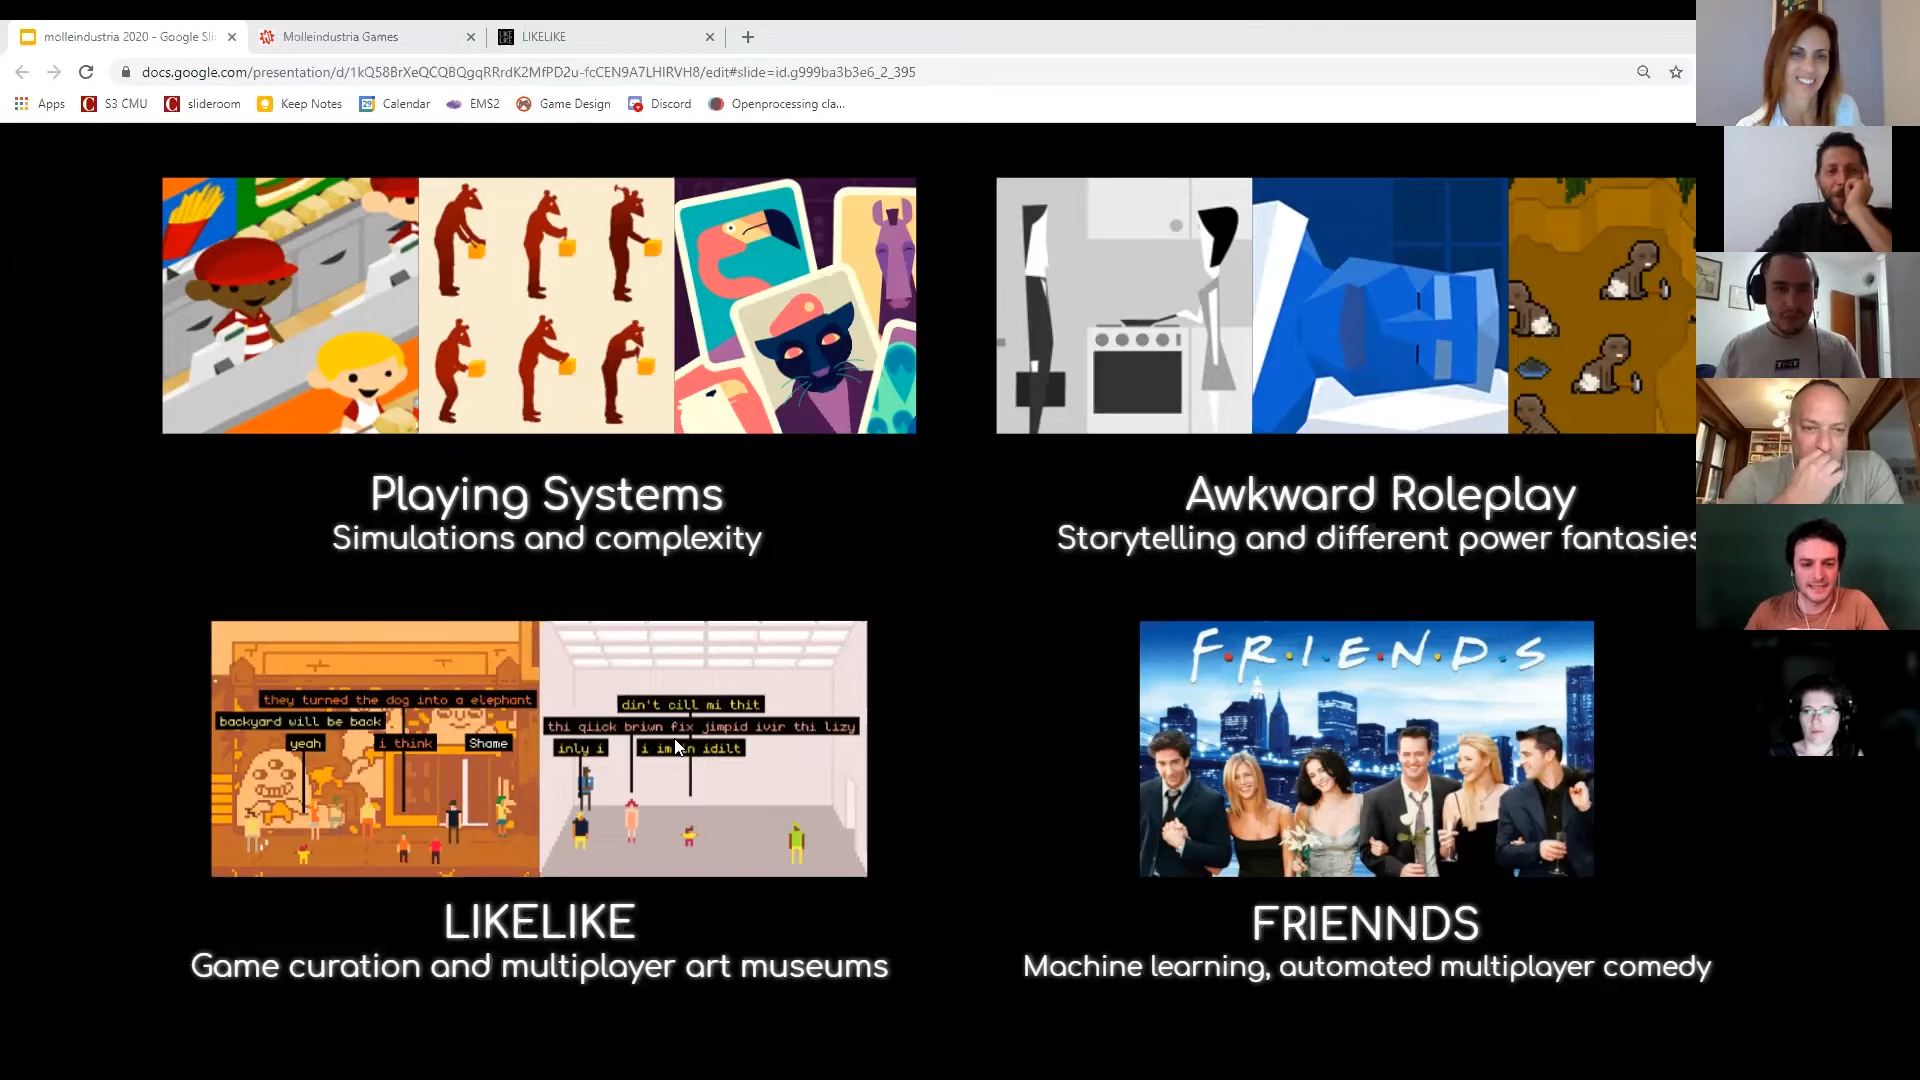 molleindustria 2020 - Google Sli
Molleindustria Games
LIKELIKE
docs.google.com/presentation/d/1kQ58BrXeQCQBQgqRRrdK2MfPD2u-fcCEN9A7LHIRVH8/edit#slide=id.g999ba3b3e6_2_395
Apps
S3 CMU
slideroom
Keep Notes
Calendar
EMS2
Game Design
Discord
Openprocessing cla...
Playing Systems
Simulations and complexity
Awkward Roleplay
Storytelling and different power fantasies
they turned the dog into a elephant
backyard will be back
yeah
i think
Shame
din't cill mi thit
thi qiick briwn fix jimpid ivir thi lizy
inly i
F.R.I.E.N.D.S
LIKELIKE
Game curation and multiplayer art museums
FRIENNDS
Machine learning, automated multiplayer comedy